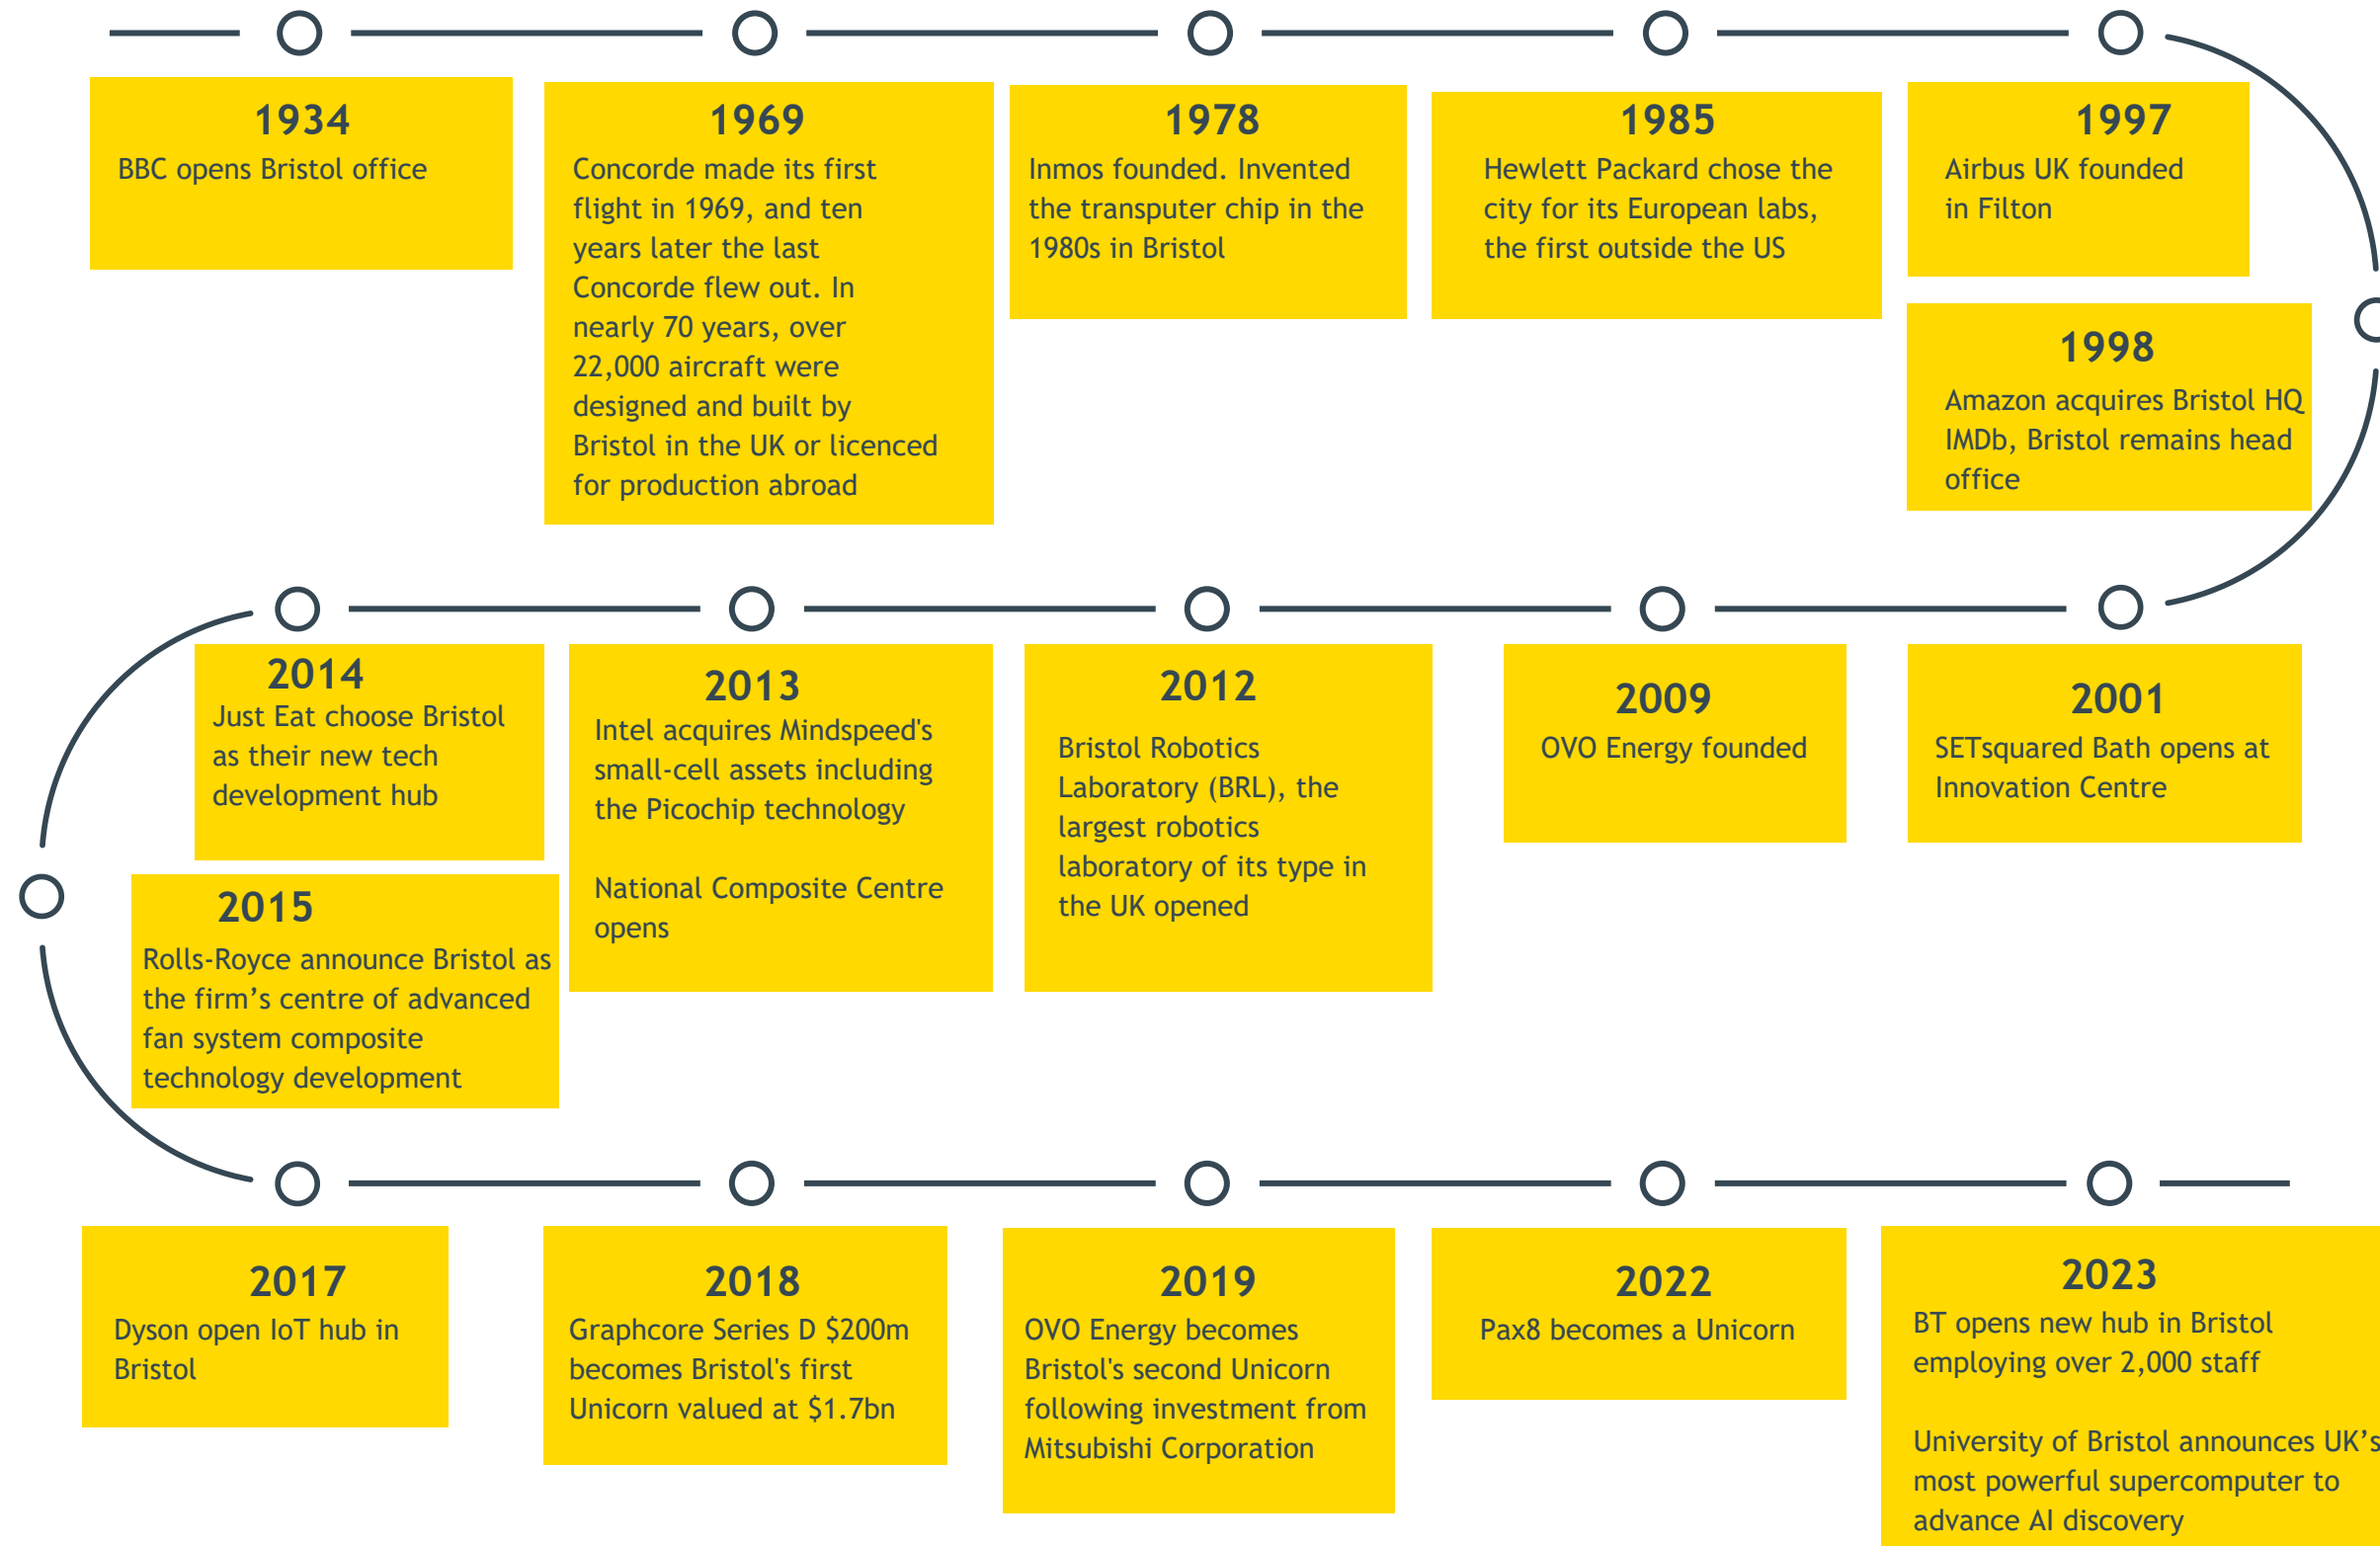 1934
BBC opens Bristol office
1969
Concorde made its first
flight in 1969, and ten
years later the last
Concorde flew out. In
nearly 70 years, over
22,000 aircraft were
designed and built by
Bristol in the UK or licenced
for production abroad
1978
Inmos founded. Invented
the transputer chip in the
1980s in Bristol
1985
Hewlett Packard chose the
city for its European labs,
the first outside the US
1997
Airbus UK founded
in Filton
1998
Amazon acquires Bristol HQ
IMDb, Bristol remains head
office
2001
SETsquared Bath opens at
Innovation Centre
2009
OVO Energy founded
2012
Bristol Robotics
Laboratory (BRL), the
largest robotics
laboratory of its type in
the UK opened
2013
Intel acquires Mindspeed's
small-cell assets including
the Picochip technology
National Composite Centre
opens
2014
Just Eat choose Bristol
as their new tech
development hub
2015
Rolls-Royce announce Bristol as
the firm’s centre of advanced
fan system composite
technology development
2017
Dyson open IoT hub in
Bristol
2018
Graphcore Series D $200m
becomes Bristol's first
Unicorn valued at $1.7bn
2019
OVO Energy becomes
Bristol's second Unicorn
following investment from
Mitsubishi Corporation
2022
Pax8 becomes a Unicorn
2023
BT opens new hub in Bristol
employing over 2,000 staff
University of Bristol announces UK’s
most powerful supercomputer to
advance AI discovery